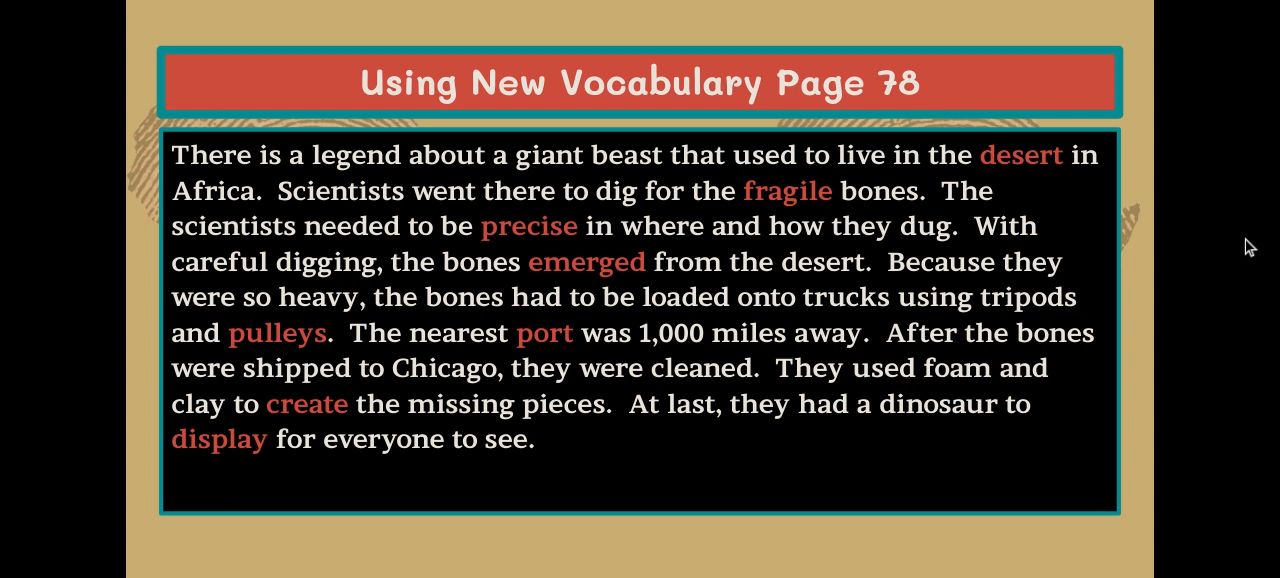 Using New Vocabulary Page 78
There is a legend about a giant beast that used to live in the desert in
Africa.  Scientists went there to dig for the fragile bones.  The
scientists needed to be precise in where and how they dug.  With
careful digging, the bones emerged from the desert.  Because they
were so heavy, the bones had to be loaded onto trucks using tripods
and pulleys.  The nearest port was 1,000 miles away.  After the bones
were shipped to Chicago, they were cleaned.  They used foam and
clay to create the missing pieces.  At last, they had a dinosaur to
display for everyone to see.